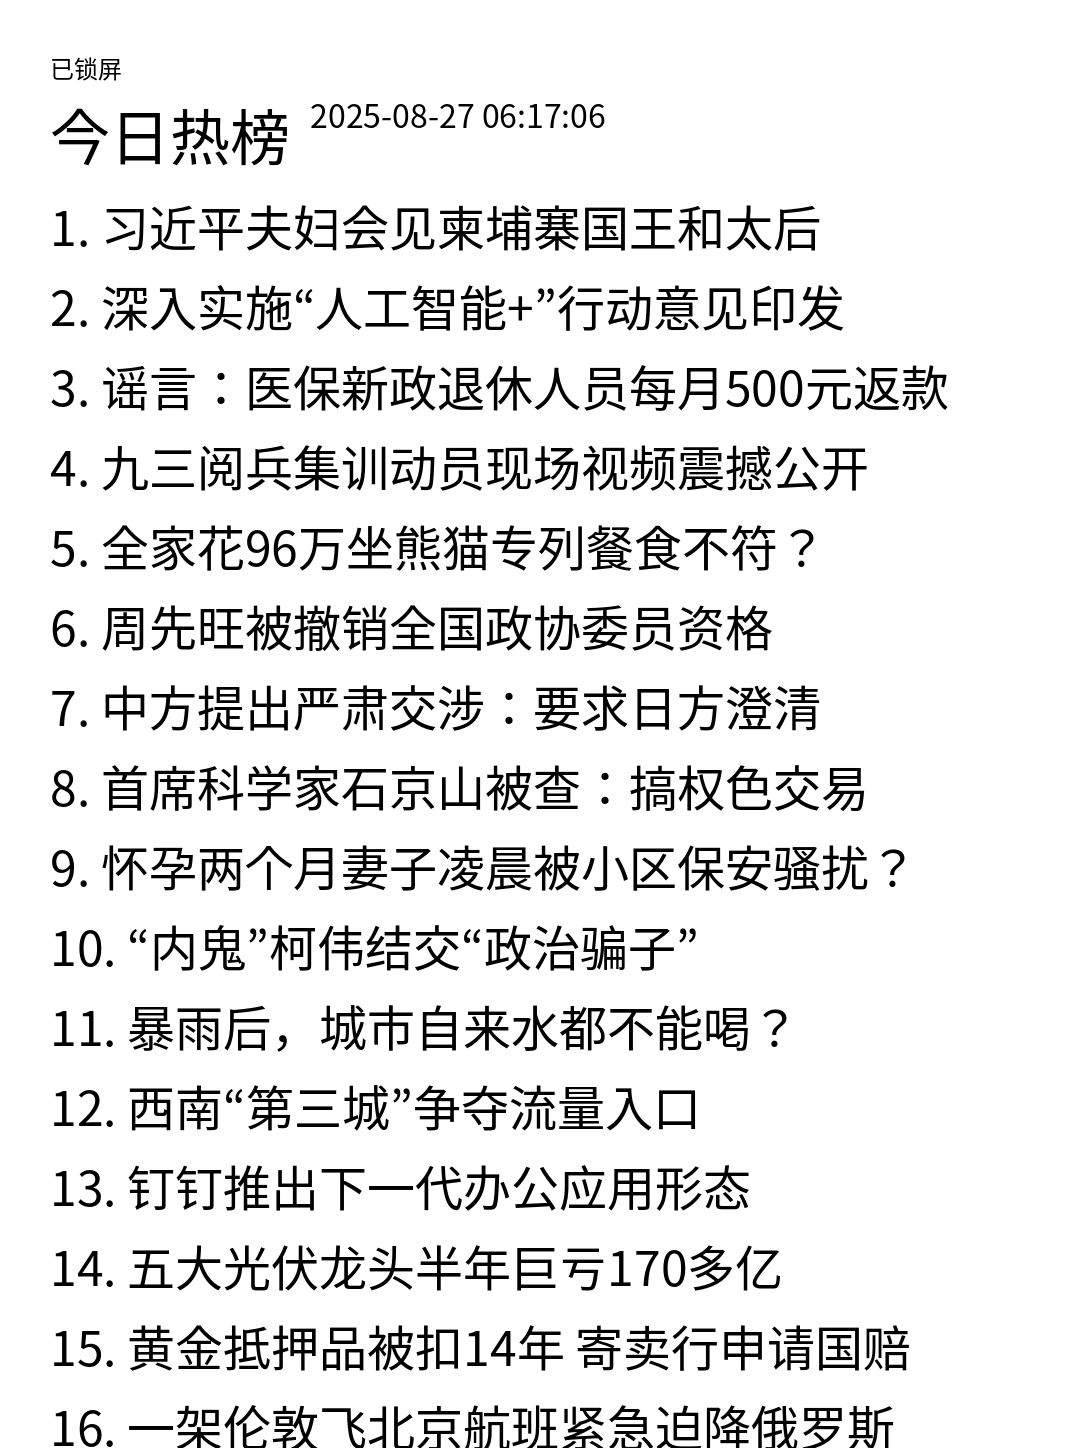 已锁屏
今日热榜 2025-08-27 06:17:06
1. 习近平夫妇会见柬埔寨国王和太后
2. 深入实施“人工智能+”行动意见印发
3. 谣言：医保新政退休人员每月500元返款
4. 九三阅兵集训动员现场视频震撼公开
5. 全家花96万坐熊猫专列餐食不符？
6. 周先旺被撤销全国政协委员资格
7. 中方提出严肃交涉：要求日方澄清
8. 首席科学家石京山被查：搞权色交易
9. 怀孕两个月妻子凌晨被小区保安骚扰？
10. “内鬼”柯伟结交“政治骗子”
11. 暴雨后，城市自来水都不能喝？
12. 西南“第三城”争夺流量入口
13. 钉钉推出下一代办公应用形态
14. 五大光伏龙头半年巨亏170多亿
15. 黄金抵押品被扣14年 寄卖行申请国赔
16. 一架伦敦飞北京航班紧急迫降俄罗斯